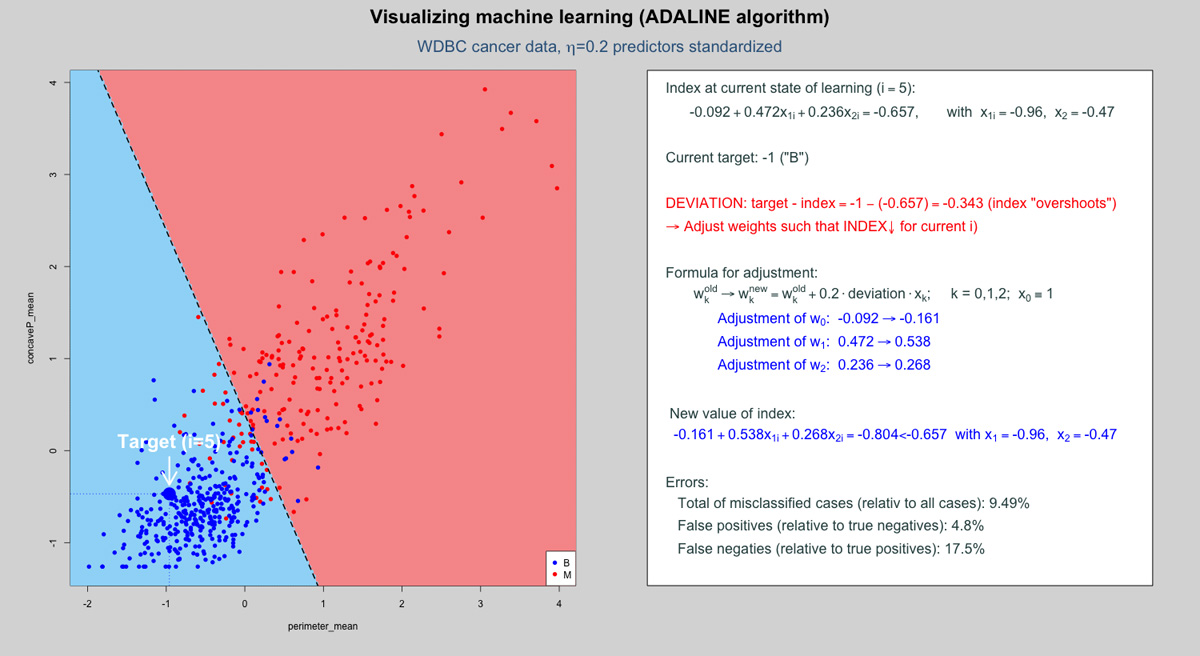 Visualizing machine learning (ADALINE algorithm)
WDBC cancer data, η=0.2 predictors standardized
concaveP_mean
4
3
2
1
0
-1
Target (i=5)
B
M
-2 -1 0 1 2 3 4
perimeter_mean
Index at current state of learning (i = 5):
-0.092 + 0.472x1i + 0.236x2i = -0.657, with x1i = -0.96, x2 = -0.47
Current target: -1 ("B")
DEVIATION: target - index = -1 − (-0.657) = -0.343 (index "overshoots")
→ Adjust weights such that INDEX↓ for current i)
Formula for adjustment:
wk^old → wk^new = wk^old + 0.2 · deviation · xk; k = 0,1,2; x0 ≡ 1
Adjustment of w0: -0.092 → -0.161
Adjustment of w1: 0.472 → 0.538
Adjustment of w2: 0.236 → 0.268
New value of index:
-0.161 + 0.538x1i + 0.268x2i = -0.804<-0.657 with x1 = -0.96, x2 = -0.47
Errors:
Total of misclassified cases (relativ to all cases): 9.49%
False positives (relative to true negatives): 4.8%
False negaties (relative to true positives): 17.5%